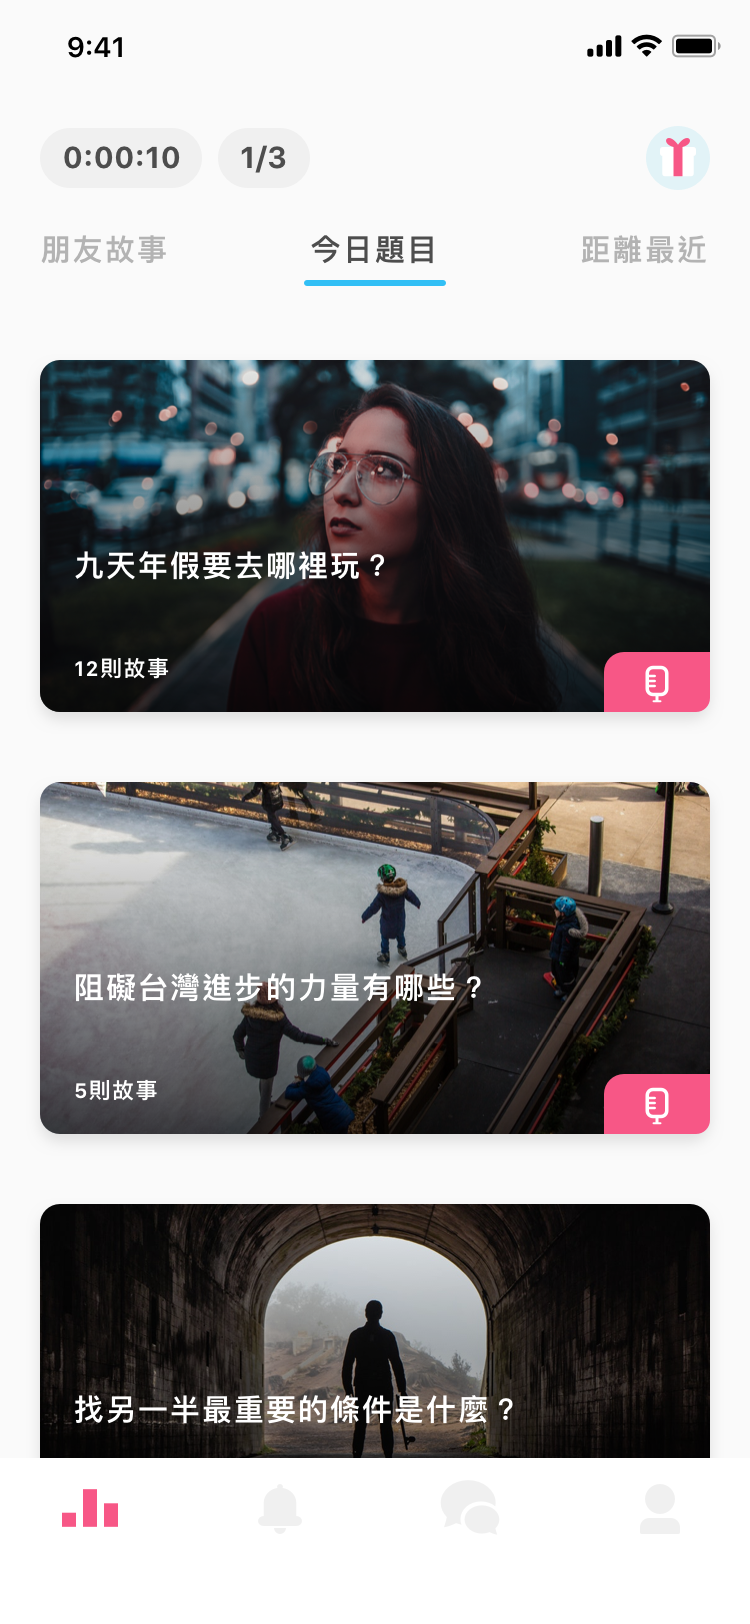 9:41
0:00:10 1/3
朋友故事 今日題目 距離最近
九天年假要去哪裡玩？
12則故事
阻礙台灣進步的力量有哪些？
5則故事
找另一半最重要的條件是什麼？